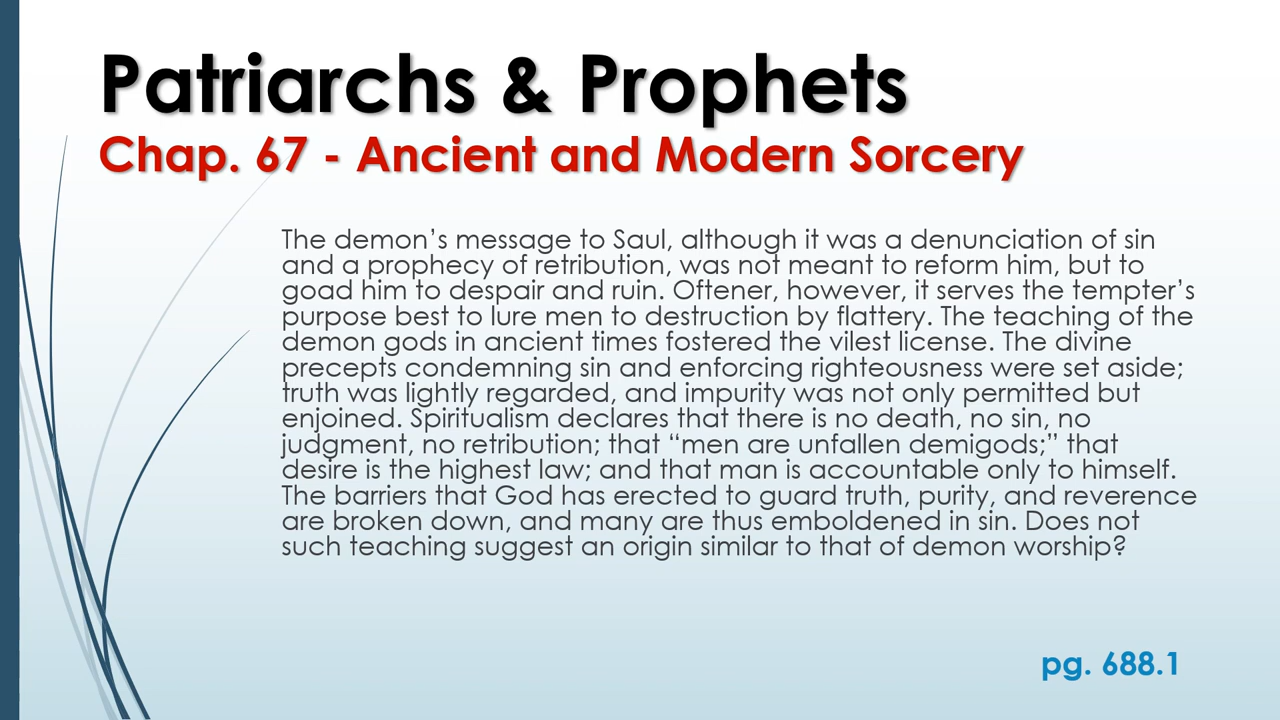 Patriarchs & Prophets
Chap. 67 - Ancient and Modern Sorcery
The demon’s message to Saul, although it was a denunciation of sin
and a prophecy of retribution, was not meant to reform him, but to
goad him to despair and ruin. Oftener, however, it serves the tempter’s
purpose best to lure men to destruction by flattery. The teaching of the
demon gods in ancient times fostered the vilest license. The divine
precepts condemning sin and enforcing righteousness were set aside;
truth was lightly regarded, and impurity was not only permitted but
enjoined. Spiritualism declares that there is no death, no sin, no
judgment, no retribution; that “men are unfallen demigods;” that
desire is the highest law; and that man is accountable only to himself.
The barriers that God has erected to guard truth, purity, and reverence
are broken down, and many are thus emboldened in sin. Does not
such teaching suggest an origin similar to that of demon worship?
pg. 688.1